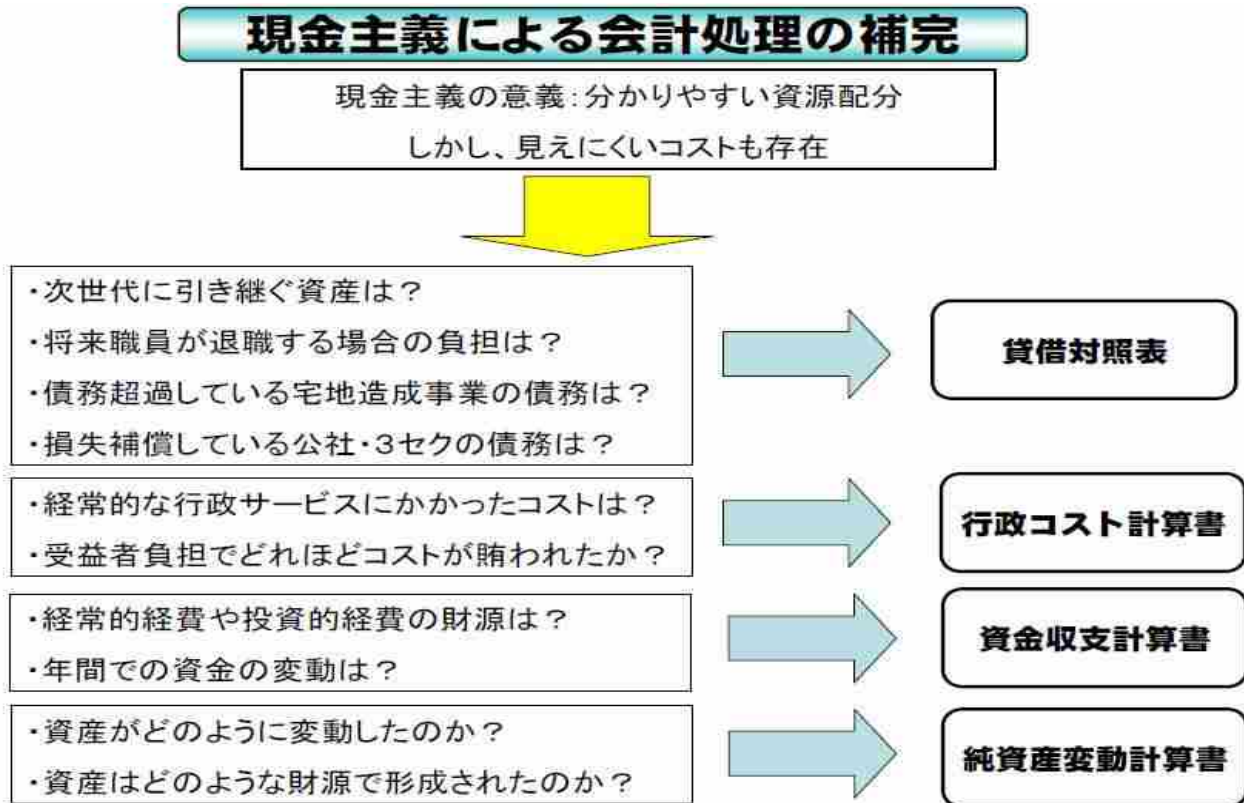 現金主義による会計処理の補完
現金主義の意義:分かりやすい資源配分
しかし、見えにくいコストも存在
・次世代に引き継ぐ資産は？
・将来職員が退職する場合の負担は？
・債務超過している宅地造成事業の債務は？
・損失補償している公社・3セクの債務は？
貸借対照表
・経常的な行政サービスにかかったコストは？
・受益者負担でどれほどコストが賄われたか？
行政コスト計算書
・経常的経費や投資的経費の財源は？
・年間での資金の変動は？
資金収支計算書
・資産がどのように変動したのか？
・資産はどのような財源で形成されたのか？
純資産変動計算書